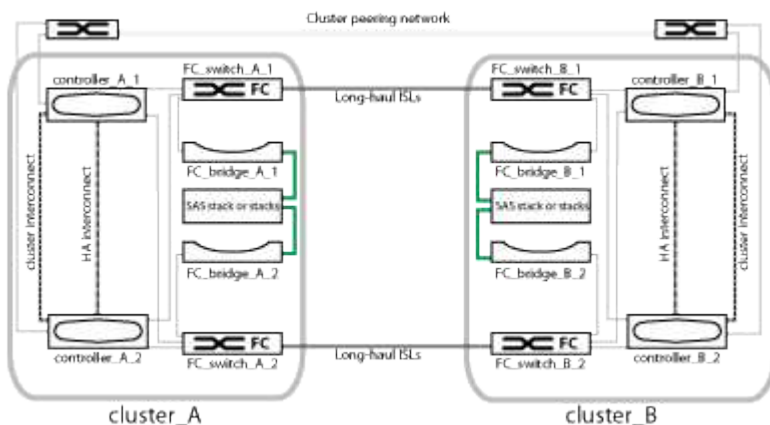 Cluster peering network
FC_switch_A_1
FC_switch_B_1
controller_A_1
controller_B_1
FC
FC
Long-haul ISLs
FC_bridge_A_1
FC_bridge_B_1
cluster interconnect
HA interconnect
SAS stack or stacks
SAS stack or stacks
HA interconnect
cluster interconnect
FC_bridge_A_2
FC_bridge_B_2
FC
FC
controller_A_2
Long-haul ISLs
controller_B_2
FC_switch_A_2
FC_switch_B_2
cluster_A
cluster_B